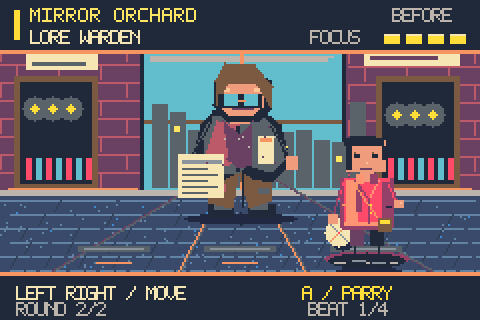 MIRROR ORCHARD
BEFORE
LORE WARDEN
FOCUS
LEFT RIGHT / MOVE
A / PARRY
ROUND 2/2
BEAT 1/4